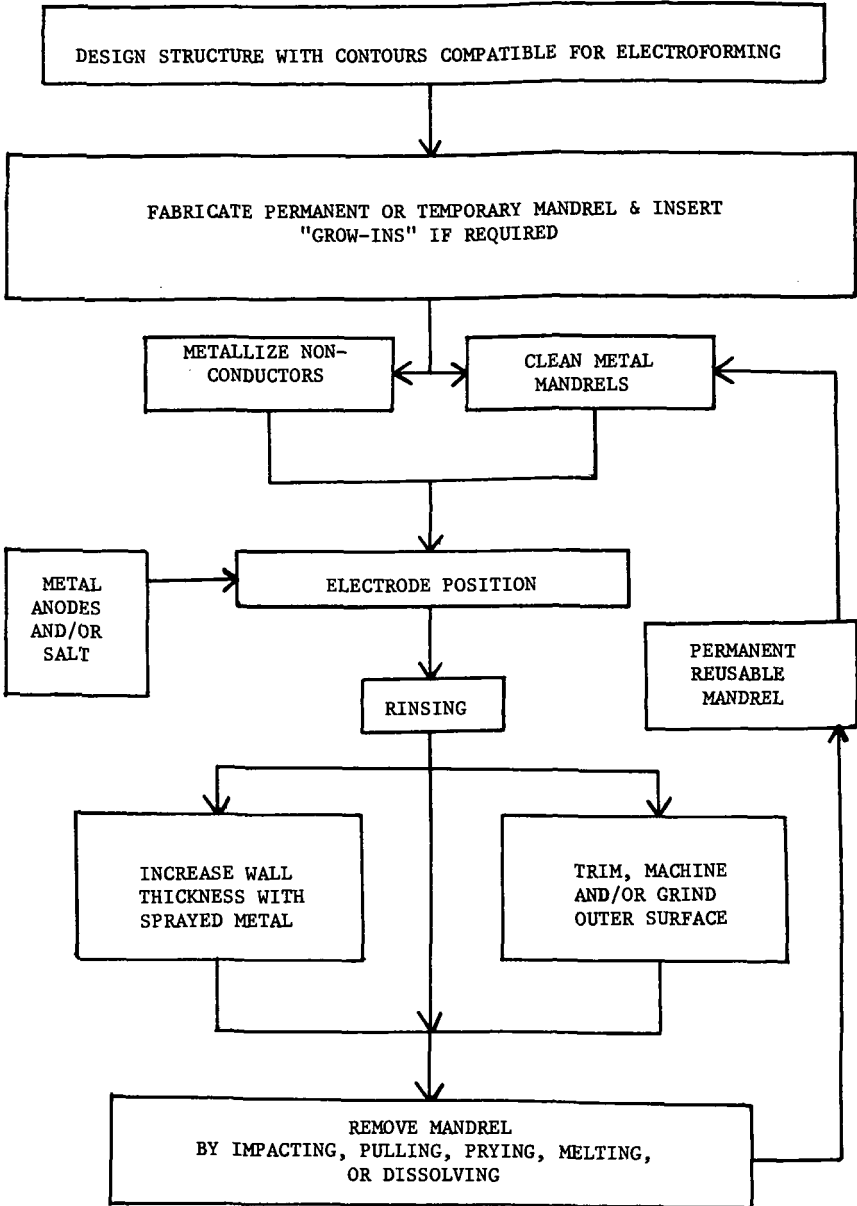 DESIGN STRUCTURE WITH CONTOURS COMPATIBLE FOR ELECTROFORMING
FABRICATE PERMANENT OR TEMPORARY MANDREL & INSERT
"GROW-INS" IF REQUIRED
METALLIZE NON-
CONDUCTORS
CLEAN METAL
MANDRELS
METAL
ANODES
AND/OR
SALT
ELECTRODE POSITION
PERMANENT
REUSABLE
MANDREL
RINSING
INCREASE WALL
THICKNESS WITH
SPRAYED METAL
TRIM, MACHINE
AND/OR GRIND
OUTER SURFACE
REMOVE MANDREL
BY IMPACTING, PULLING, PRYING, MELTING,
OR DISSOLVING